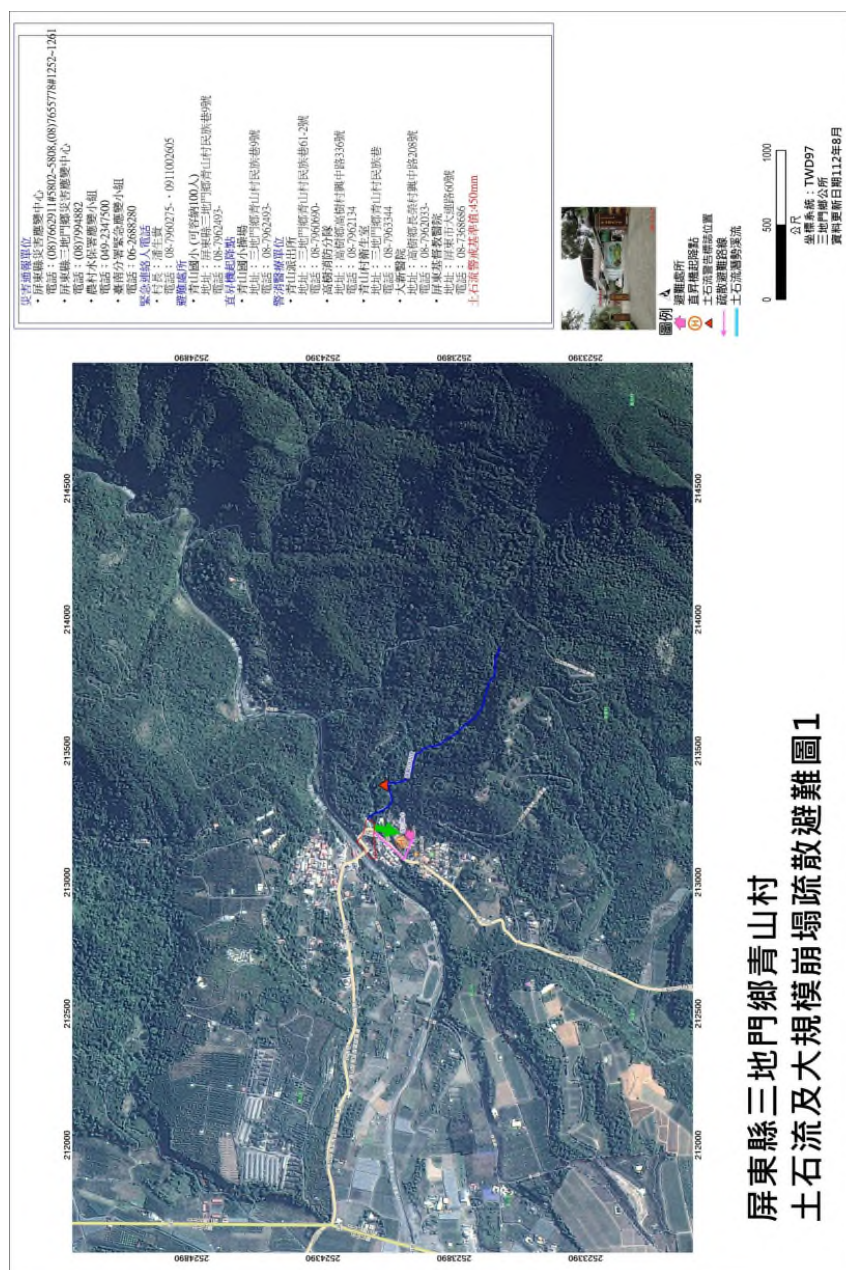 屏東縣三地門鄉青山村
土石流及大規模崩塌疏散避難圖1
212000
212500
213000
213500
214000
214500
2524890
2524390
2523890
2523390
2524890
2524390
2523890
2523390
212000
212500
213000
213500
214000
214500
災害通報單位
・屏東縣災害應變中心
電話：(08)7662911#5802~5808,(08)7655778#1252~1261
・屏東縣三地門鄉災害應變中心
電話：(08)7994882
・農村水保署應變小組
電話：049-2347500
・臺南分署緊急應變小組
電話：06-2688280
緊急連絡人電話
・村長：潘生貴
電話：08-7960275-、0911002605
避難處所
・青山國小 (可容納100人)
地址：屏東縣三地門鄉青山村民族巷9號
電話：08-7962493-
直昇機起降點
・青山國小操場
地址：三地門鄉青山村民族巷9號
電話：08-7962493-
警消醫療單位
・青山派出所
地址：三地門鄉青山村民族巷61-2號
電話：08-7960690-
・高樹消防分隊
地址：高樹鄉高樹村興中路336號
電話：08-7962134
・青山村衛生室
地址：三地門鄉青山村民族巷
電話：08-7963344
・大新醫院
地址：高樹鄉長榮村興中路208號
電話：08-7962033-
・屏東基督教醫院
地址：屏東市大連路60號
電話：08-7368686
土石流警戒基準值:450mm
圖例
避難處所
直昇機起降點
土石流警告標誌位置
疏散避難路線
土石流潛勢溪流
0
500
1000
公尺
坐標系統：TWD97
三地門鄉公所
資料更新日期112年8月